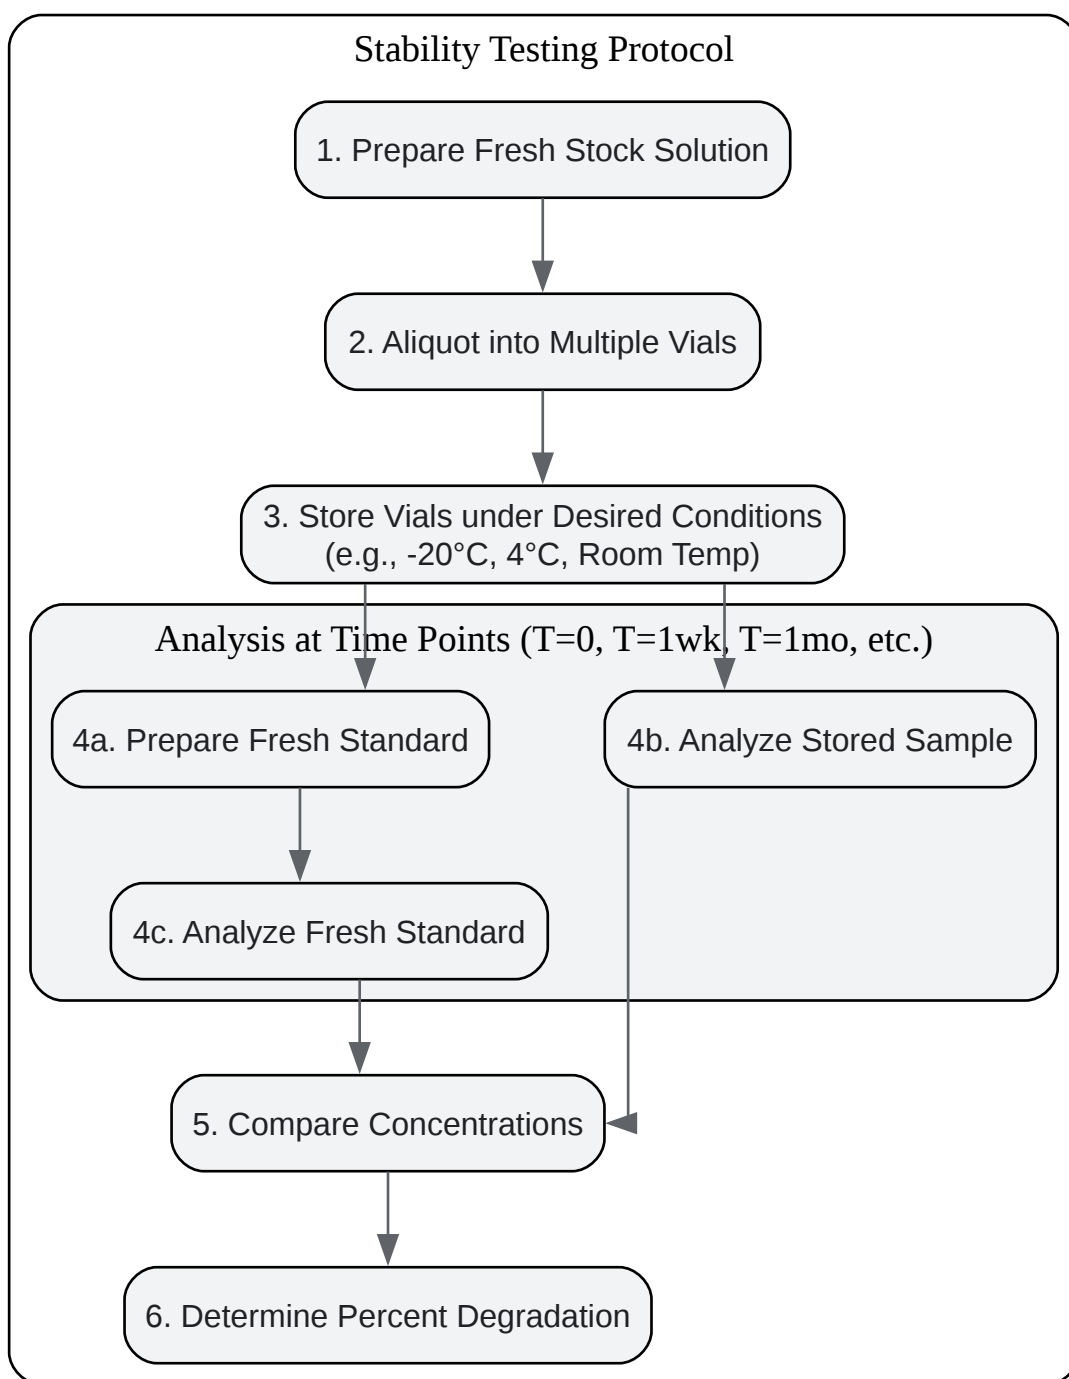 Stability Testing Protocol
1. Prepare Fresh Stock Solution
2. Aliquot into Multiple Vials
3. Store Vials under Desired Conditions
(e.g., -20°C, 4°C, Room Temp)
Analysis at Time Points (T=0, T=1wk, T=1mo, etc.)
4a. Prepare Fresh Standard
4b. Analyze Stored Sample
4c. Analyze Fresh Standard
5. Compare Concentrations
6. Determine Percent Degradation